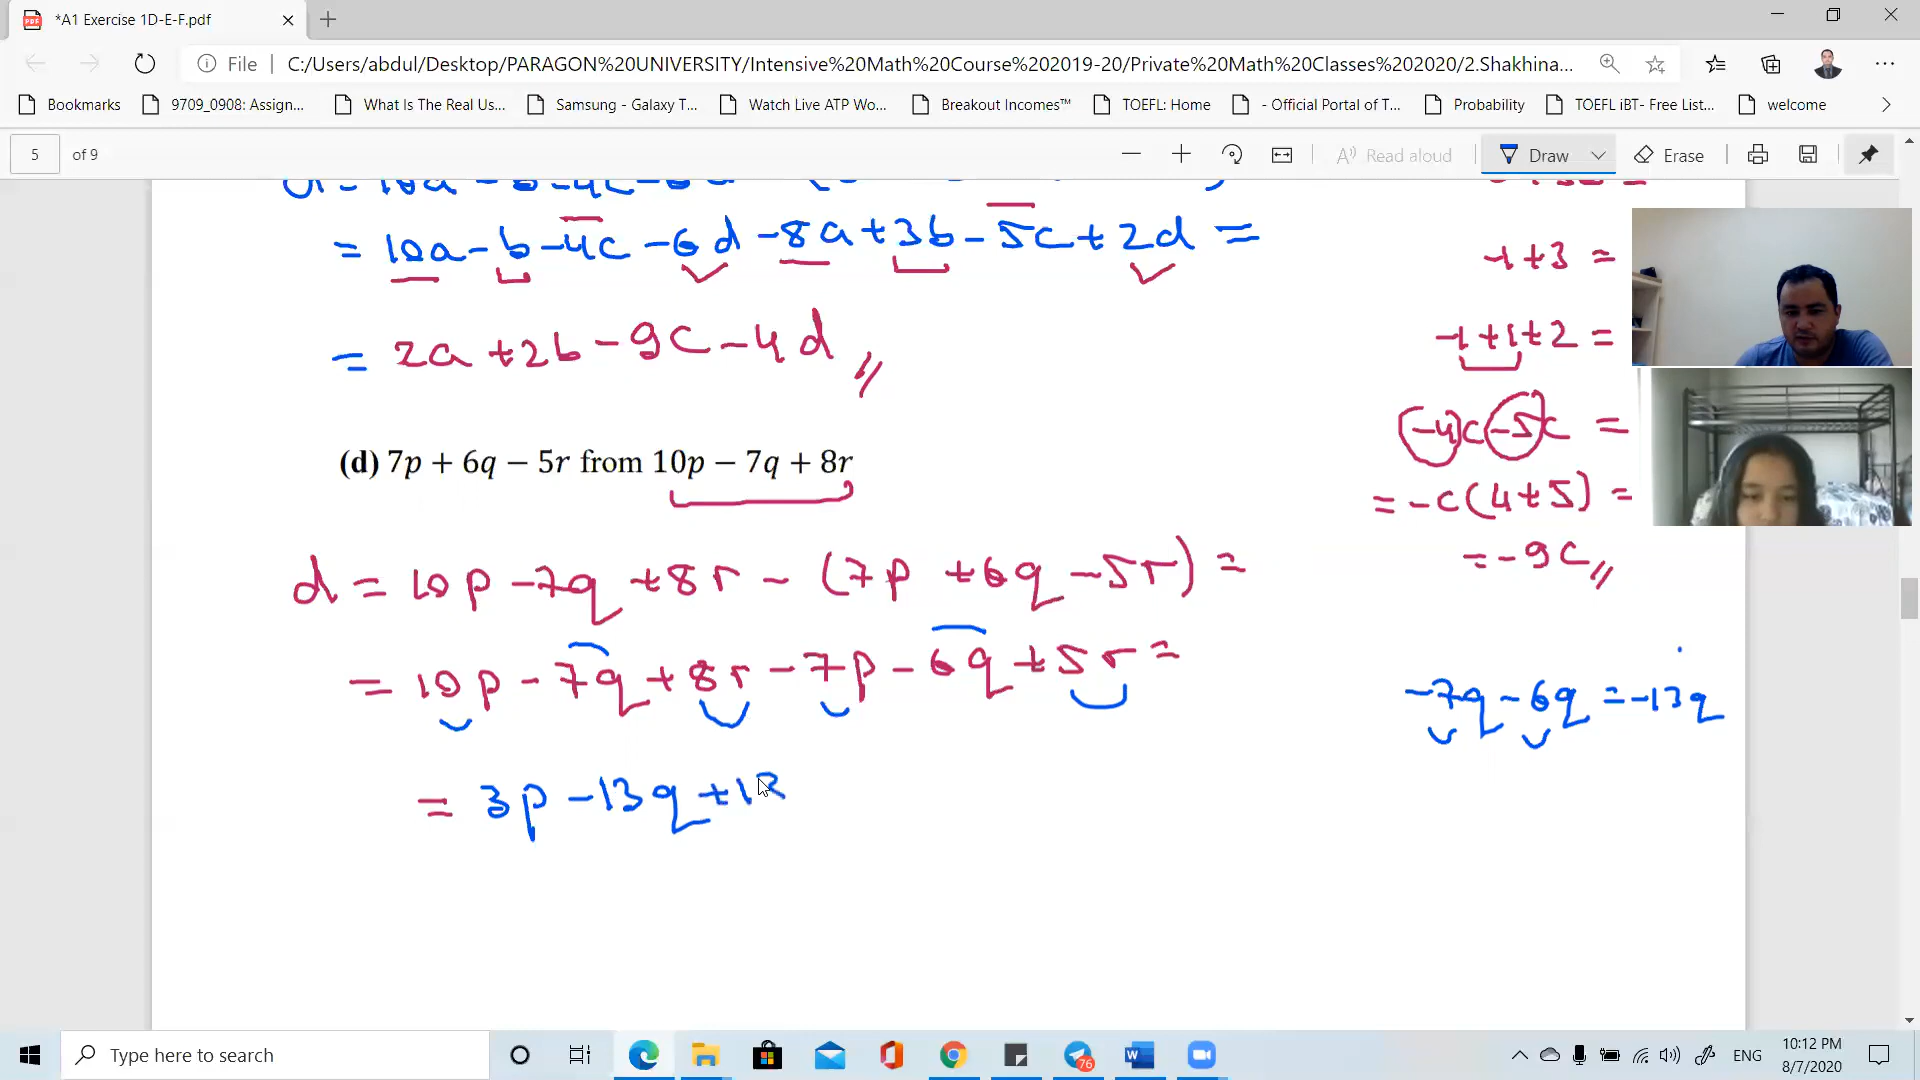 *A1 Exercise 1D-E-F.pdf
File
C:/Users/abdul/Desktop/PARAGON%20UNIVERSITY/Intensive%20Math%20Course%202019-20/Private%20Math%20Classes%202020/2.Shakhina...
Bookmarks
9709_0908: Assign...
What Is The Real Us...
Samsung - Galaxy T...
Watch Live ATP Wo...
Breakout Incomes™
TOEFL: Home
- Official Portal of T...
Probability
TOEFL iBT- Free List...
welcome
5 of 9
Read aloud
Draw
Erase
= 10a - b - 4c - 6d - 8a + 3b - 5c + 2d =
-1 + 3 =
= 2a + 2b - 9c - 4d //
-1 + 1 + 2 =
(-4)c (-5)c =
(d) 7p + 6q − 5r from 10p − 7q + 8r
= -c(4+5) =
= -9c //
d = 10p - 7q + 8r - (7p + 6q - 5r) =
= 10p - 7q + 8r - 7p - 6q + 5r =
-7q - 6q = -13q
= 3p - 13q + 13
Type here to search
76
ENG
10:12 PM
8/7/2020